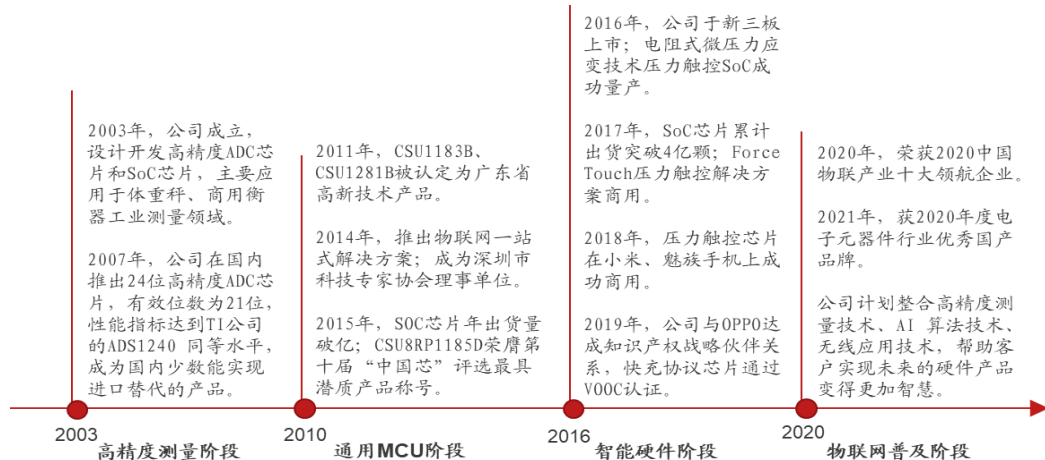 2003年，公司成立，
设计开发高精度ADC芯
片和SoC芯片，主要应
用于体重秤、商用衡
器工业测量领域。
2007年，公司在国内
推出24位高精度ADC芯
片，有效位数为21位，
性能指标达到TI公司
的ADS1240 同等水平，
成为国内少数能实现
进口替代的产品。
2011年，CSU1183B、
CSU1281B被认定为广东省
高新技术产品。
2014年，推出物联网一站
式解决方案；成为深圳市
科技专家协会理事单位。
2015年，SOC芯片年出货量
破亿；CSU8RP1185D荣膺第
十届“中国芯”评选最具
潜质产品称号。
2016年，公司于新三板
上市；电阻式微压力应
变技术压力触控SoC成
功量产。
2017年，SoC芯片累计
出货突破4亿颗；Force
Touch压力触控解决方
案商用。
2018年，压力触控芯片
在小米、魅族手机上成
功商用。
2019年，公司与OPPO达
成知识产权战略伙伴关
系，快充协议芯片通过
VOOC认证。
2020年，荣获2020中国
物联产业十大领航企业。
2021年，获2020年度电
子元器件行业优秀国产
品牌。
公司计划整合高精度测
量技术、AI 算法技术、
无线应用技术，帮助客
户实现未来的硬件产品
变得更加智慧。
2003
高精度测量阶段
2010
通用MCU阶段
2016
智能硬件阶段
2020
物联网普及阶段